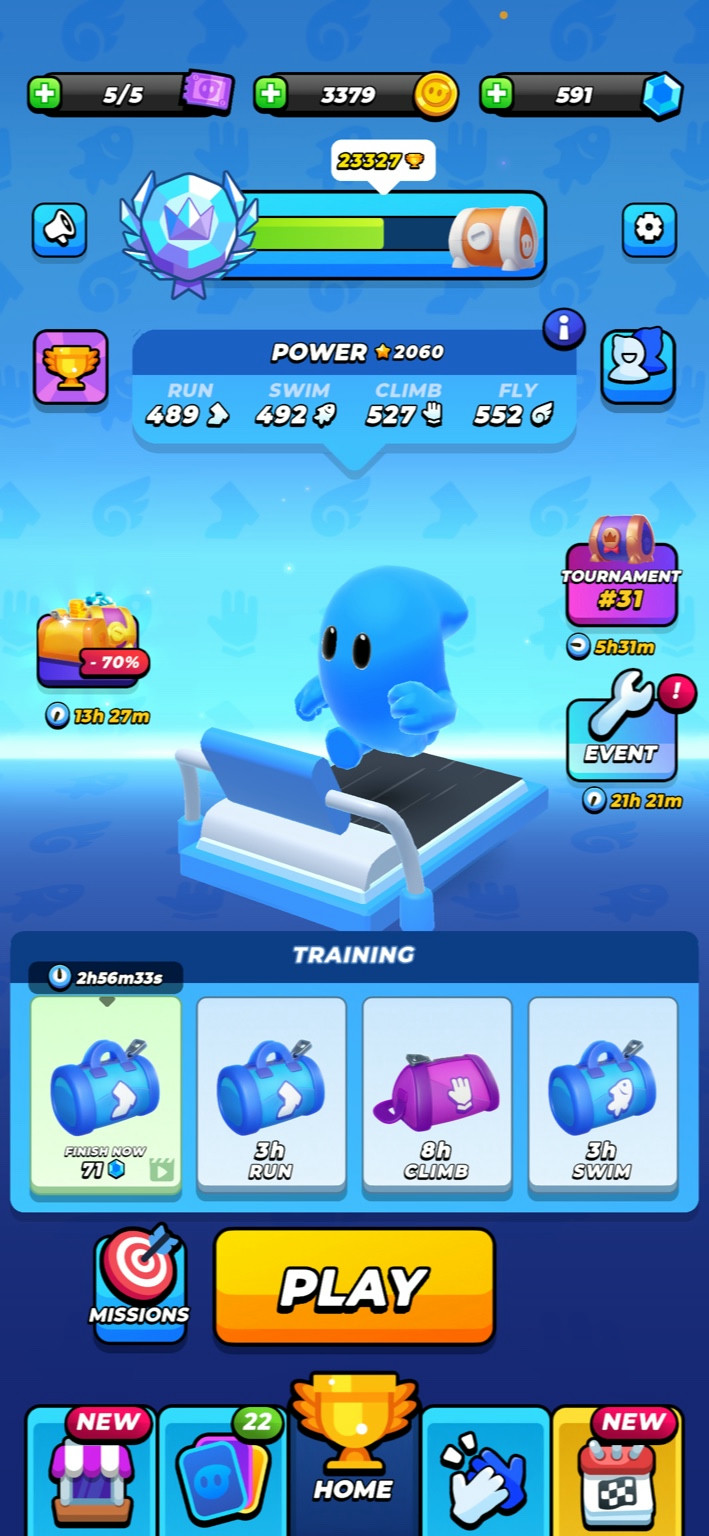 5/5
3379
591
23327
POWER 2060
RUN SWIM CLIMB FLY
489 492 527 552
TOURNAMENT
#31
5h31m
- 70%
13h 27m
!
EVENT
21h 21m
TRAINING
2h56m33s
FINISH NOW
71
3h
RUN
8h
CLIMB
3h
SWIM
MISSIONS
PLAY
NEW
22
HOME
NEW